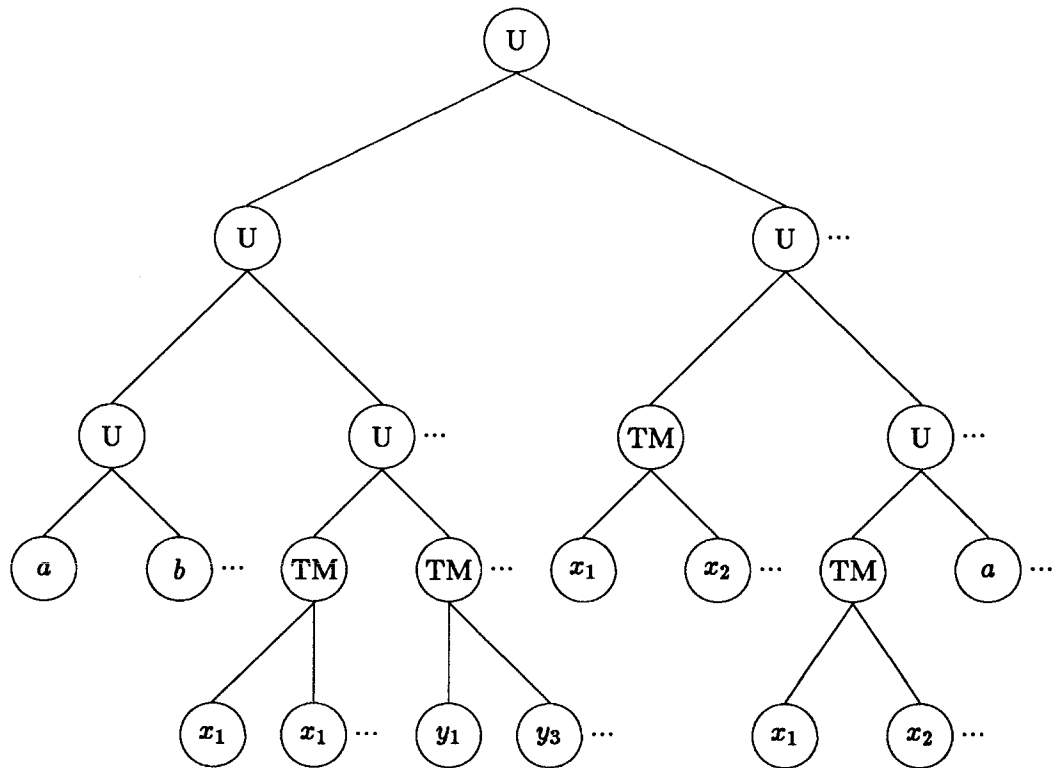 U
U U ...
U U ... TM U ...
a b ... TM TM ... x₁ x₂ ... TM a ...
x₁ x₁ ... y₁ y₃ ... x₁ x₂ ...